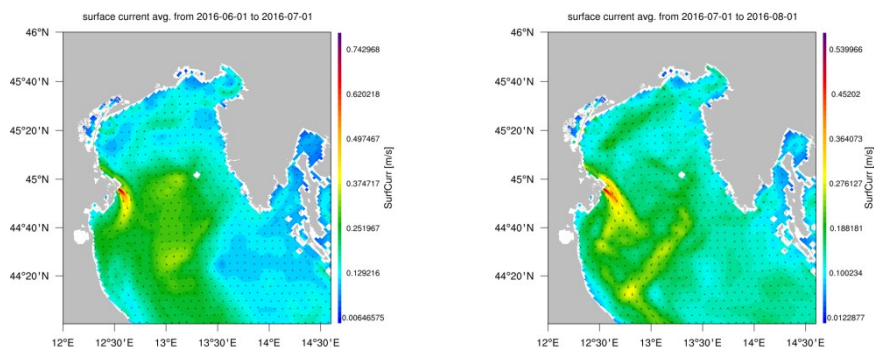 surface current avg. from 2016-06-01 to 2016-07-01
46°N
45°40'
45°20'
45°N
44°40'
44°20'
12°E
12°30'E
13°E
13°30'E
14°E
14°30'E
0.742968
0.620218
0.497467
0.374717
0.251967
0.129216
0.00646575
SurfCurr [m/s]
surface current avg. from 2016-07-01 to 2016-08-01
46°N
45°40'
45°20'
45°N
44°40'
44°20'
12°E
12°30'E
13°E
13°30'E
14°E
14°30'E
0.539966
0.45202
0.364073
0.276127
0.188181
0.100234
0.0122877
SurfCurr [m/s]